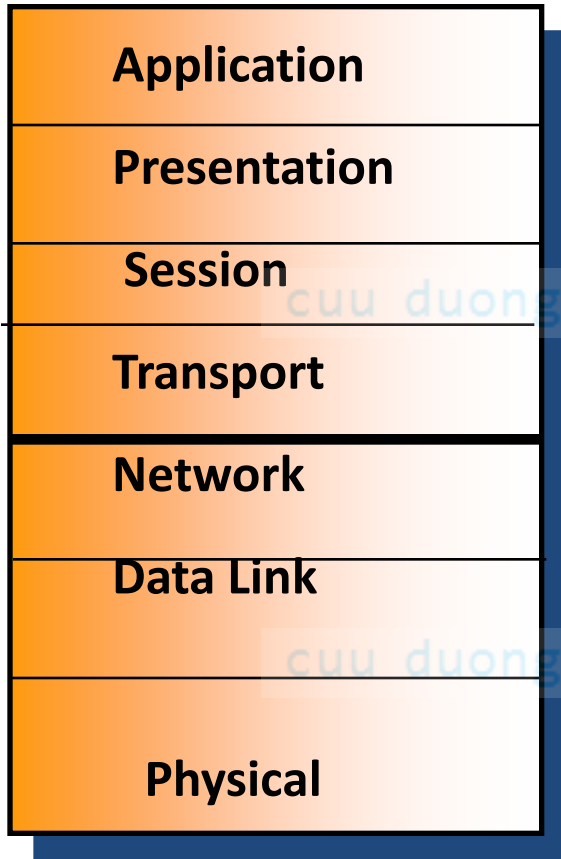 Application
Presentation
Session
cuu duong
Transport
Network
Data Link
cuu duong
Physical